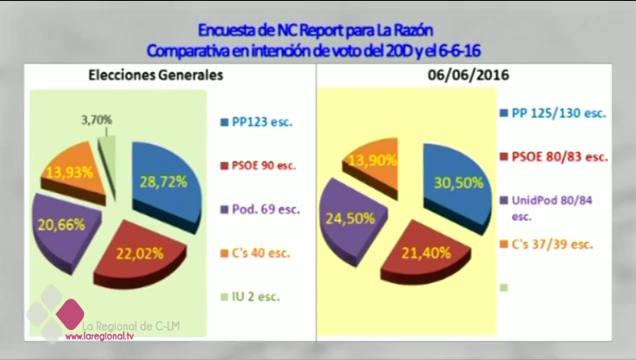 Encuesta de NC Report para La Razón
Comparativa en intención de voto del 20D y el 6-6-16
Elecciones Generales
3,70%
13,93%
28,72%
20,66%
22,02%
PP123 esc.
PSOE 90 esc.
Pod. 69 esc.
C's 40 esc.
IU 2 esc.
06/06/2016
13,90%
30,50%
24,50%
21,40%
PP 125/130 esc.
PSOE 80/83 esc.
UnidPod 80/84
esc.
C's 37/39 esc.
La Regional de C-LM
www.laregional.tv